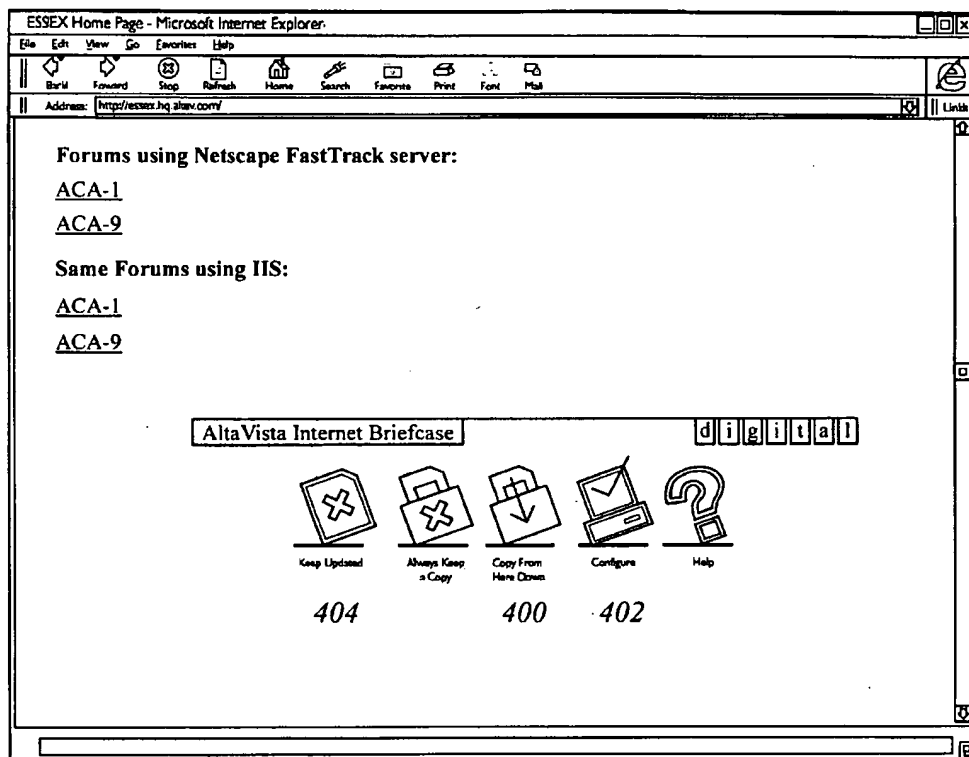 ESSEX Home Page - Microsoft Internet Explorer
File Edit View Go Favorites Help
Back Forward Stop Refresh Home Search Favorite Print Font Mail
Address: http://essex.hq.altav.com/ Links
Forums using Netscape FastTrack server:
ACA-1
ACA-9
Same Forums using IIS:
ACA-1
ACA-9
AltaVista Internet Briefcase digital
Keep Updated Always Keep a Copy Copy From Here Down Configure Help
404 400 402